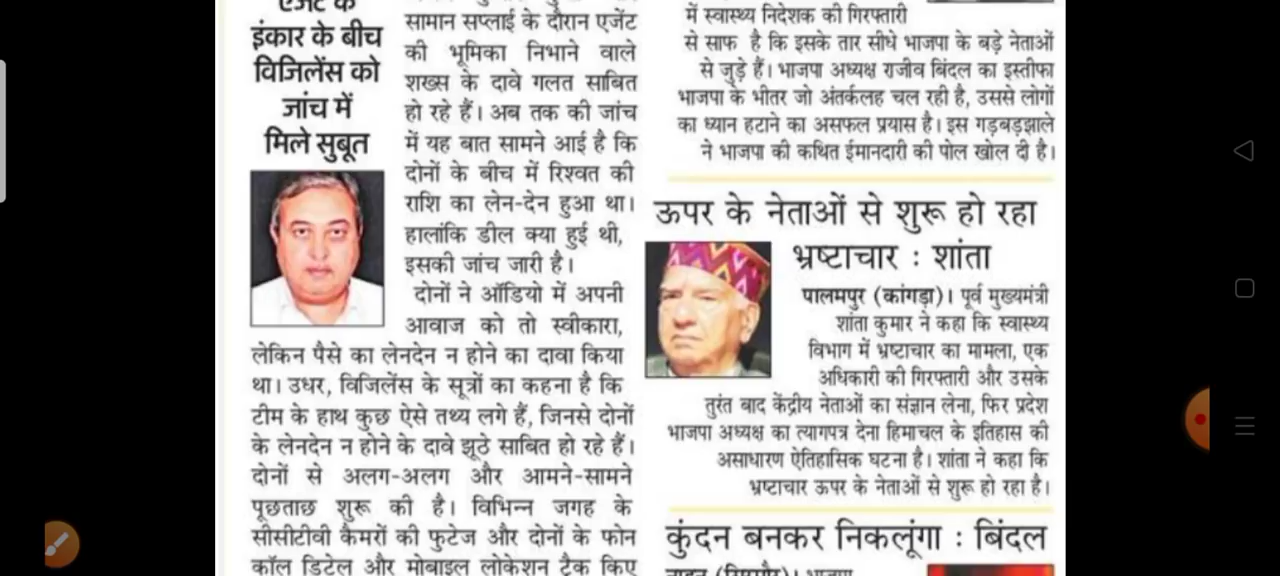 एजेंट के
इंकार के बीच
विजिलेंस को
जांच में
मिले सुबूत
सामान सप्लाई के दौरान एजेंट
की भूमिका निभाने वाले
शख्स के दावे गलत साबित
हो रहे हैं। अब तक की जांच
में यह बात सामने आई है कि
दोनों के बीच में रिश्वत की
राशि का लेन-देन हुआ था।
हालांकि डील क्या हुई थी,
इसकी जांच जारी है।
दोनों ने ऑडियो में अपनी
आवाज को तो स्वीकारा,
लेकिन पैसे का लेनदेन न होने का दावा किया
था। उधर, विजिलेंस के सूत्रों का कहना है कि
टीम के हाथ कुछ ऐसे तथ्य लगे हैं, जिनसे दोनों
के लेनदेन न होने के दावे झूठे साबित हो रहे हैं।
दोनों से अलग-अलग और आमने-सामने
पूछताछ शुरू की है। विभिन्न जगह के
सीसीटीवी कैमरों की फुटेज और दोनों के फोन
कॉल डिटेल और मोबाइल लोकेशन ट्रैक किए
में स्वास्थ्य निदेशक की गिरफ्तारी
से साफ है कि इसके तार सीधे भाजपा के बड़े नेताओं
से जुड़े हैं। भाजपा अध्यक्ष राजीव बिंदल का इस्तीफा
भाजपा के भीतर जो अंतर्कलह चल रही है, उससे लोगों
का ध्यान हटाने का असफल प्रयास है। इस गड़बड़झाले
ने भाजपा की कथित ईमानदारी की पोल खोल दी है।
ऊपर के नेताओं से शुरू हो रहा
भ्रष्टाचार : शांता
पालमपुर (कांगड़ा)। पूर्व मुख्यमंत्री
शांता कुमार ने कहा कि स्वास्थ्य
विभाग में भ्रष्टाचार का मामला, एक
अधिकारी की गिरफ्तारी और उसके
तुरंत बाद केंद्रीय नेताओं का संज्ञान लेना, फिर प्रदेश
भाजपा अध्यक्ष का त्यागपत्र देना हिमाचल के इतिहास की
असाधारण ऐतिहासिक घटना है। शांता ने कहा कि
भ्रष्टाचार ऊपर के नेताओं से शुरू हो रहा है।
कुंदन बनकर निकलूंगा : बिंदल